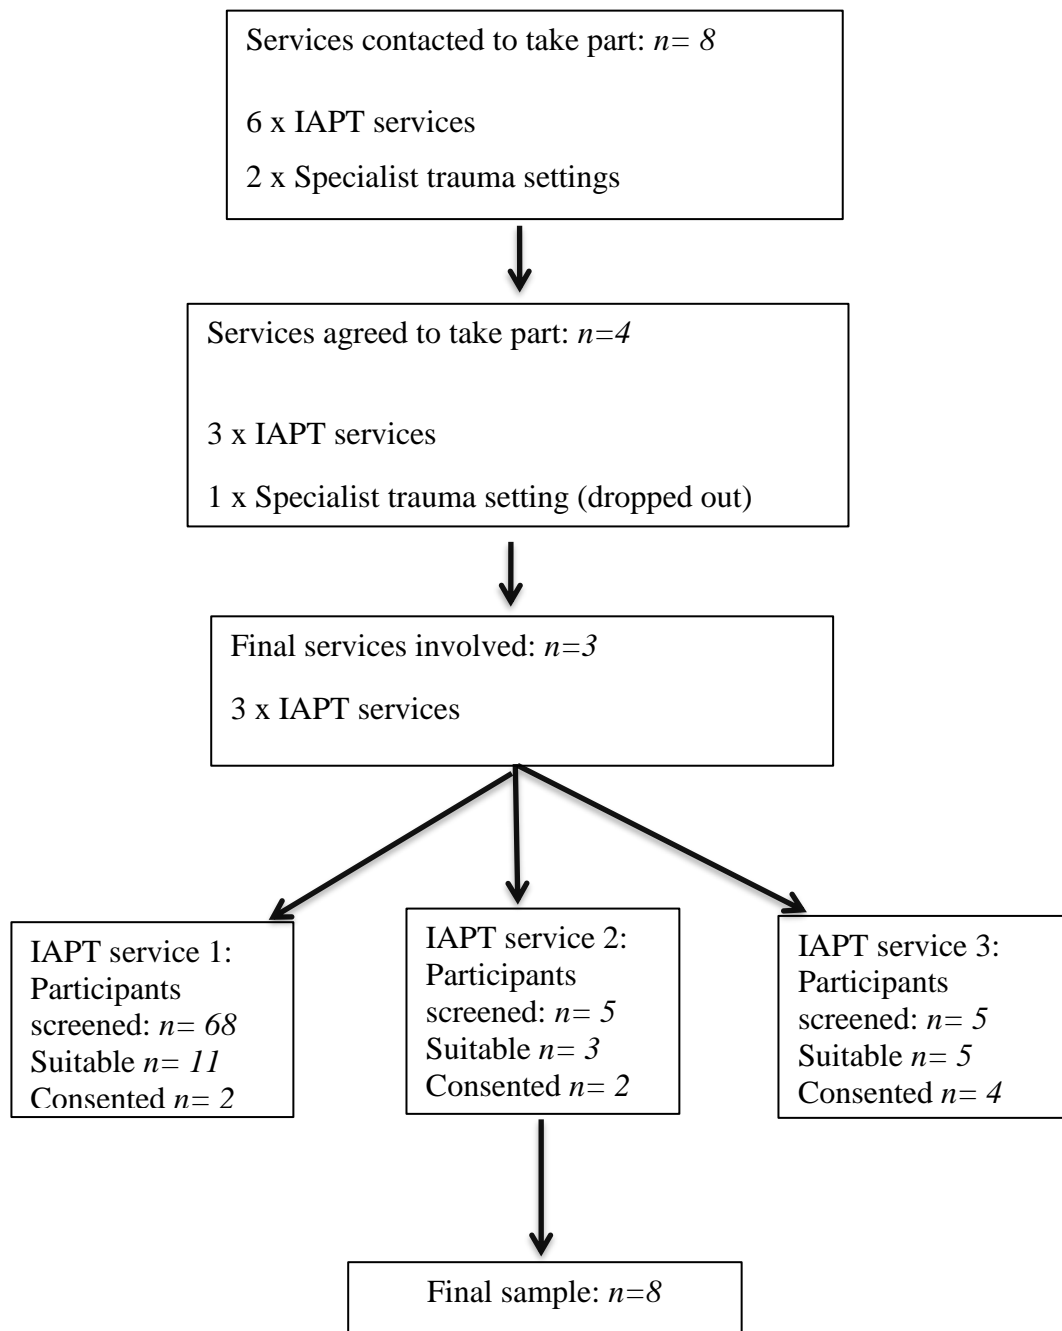 Services contacted to take part: n= 8
6 x IAPT services
2 x Specialist trauma settings
Services agreed to take part: n=4
3 x IAPT services
1 x Specialist trauma setting (dropped out)
Final services involved: n=3
3 x IAPT services
IAPT service 1:
Participants
screened: n= 68
Suitable n= 11
Consented n= 2
IAPT service 2:
Participants
screened: n= 5
Suitable n= 3
Consented n= 2
IAPT service 3:
Participants
screened: n= 5
Suitable n= 5
Consented n= 4
Final sample: n=8